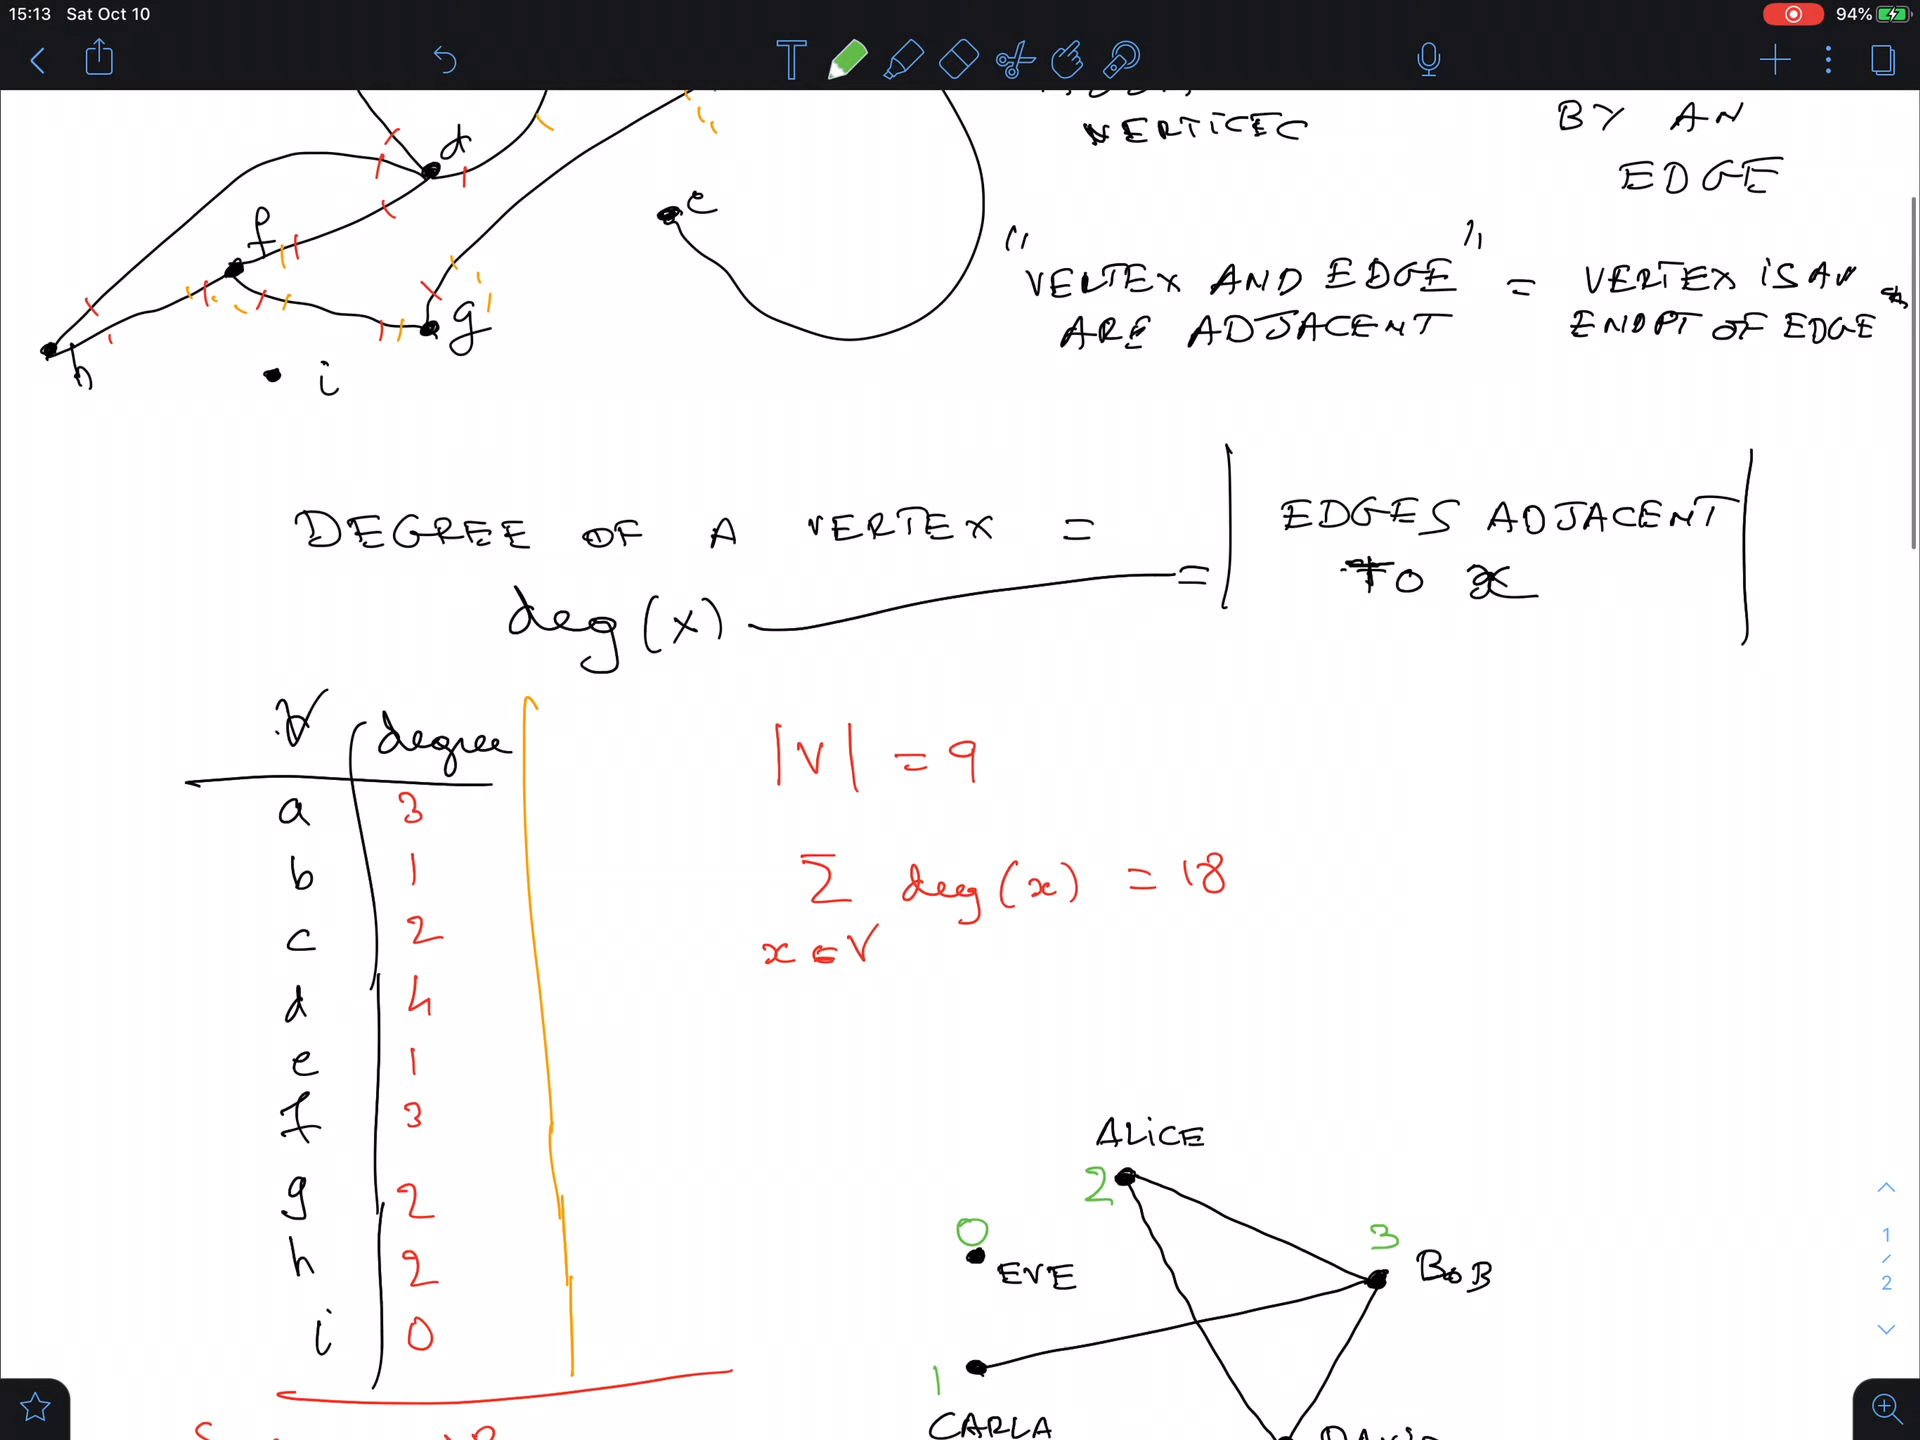 15:13 Sat Oct 10
94%
VERTICEC
BY AN
EDGE
d
e
f
g
h
i
"VERTEX AND EDGE" = VERTEX IS AN
ARE ADJACENT ENDPT OF EDGE
DEGREE OF A VERTEX = | EDGES ADJACENT
deg(x) = TO x |
V degree
a 3
b 1
c 2
d 4
e 1
f 3
g 2
h 2
i 0
|V| = 9
Σ deg(x) = 18
x ∈ V
ALICE
2
0
EVE
3
BOB
1
CARLA
1
/
2